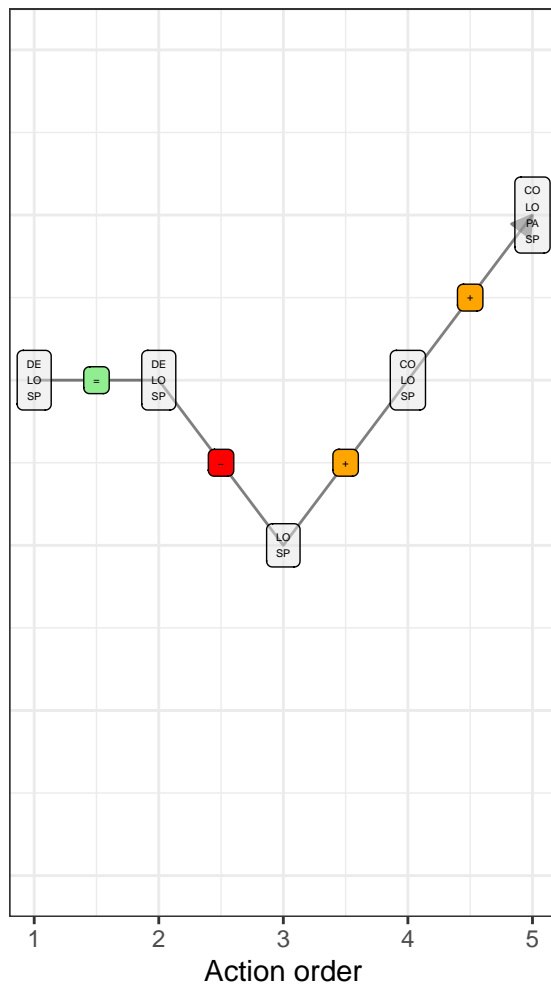 CO
LO
PA
SP
+
DE
LO
SP
=
DE
LO
SP
CO
LO
SP
–
+
LO
SP
1 2 3 4 5
Action order